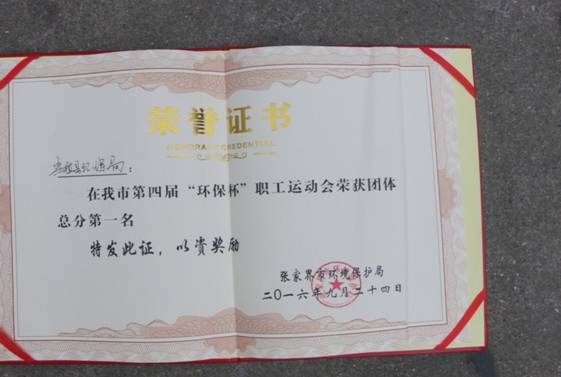 荣誉证书
HONORARY CREDENTIAL
环保局：
在我市第四届“环保杯”职工运动会荣获团体
总分第一名
特发此证，以资奖励
张家界市环境保护局
二〇一六年九月二十四日